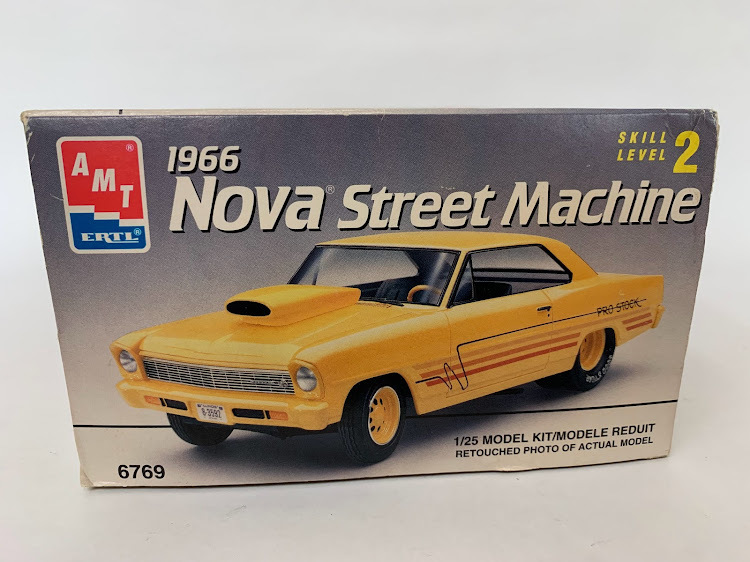 AMT®
ERTL®
1966
Nova® Street Machine
SKILL
LEVEL 2
PRO STOCK
1/25 MODEL KIT/MODELE REDUIT
RETOUCHED PHOTO OF ACTUAL MODEL
6769